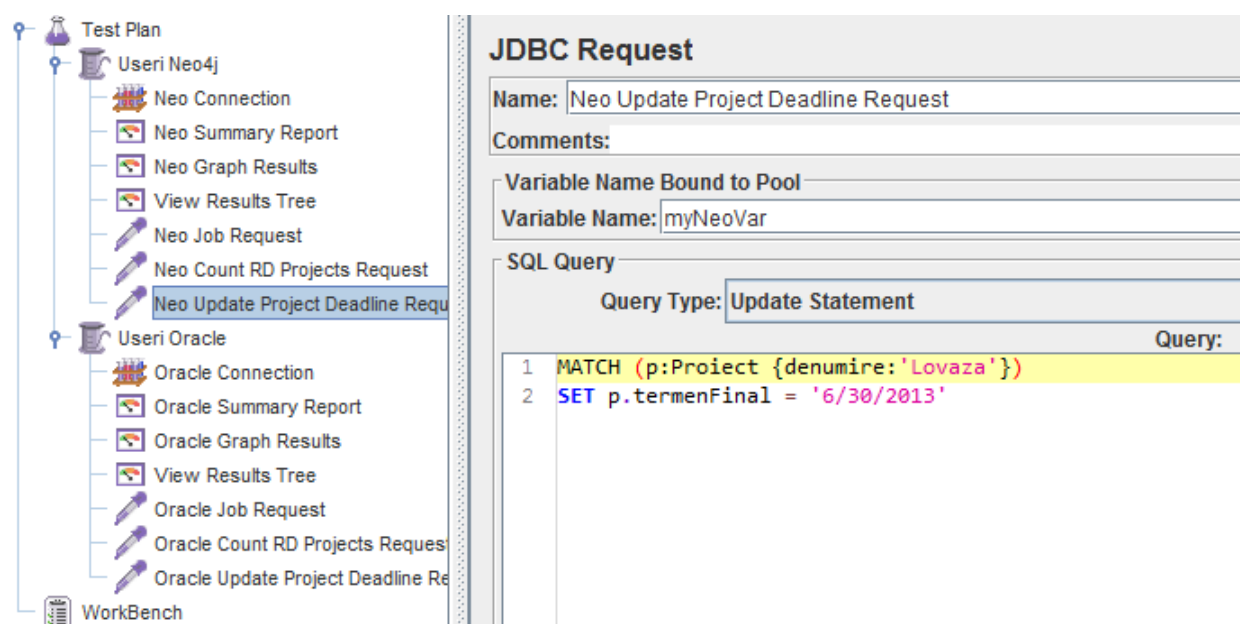 Test Plan
Useri Neo4j
Neo Connection
Neo Summary Report
Neo Graph Results
View Results Tree
Neo Job Request
Neo Count RD Projects Request
Neo Update Project Deadline Requ
Useri Oracle
Oracle Connection
Oracle Summary Report
Oracle Graph Results
View Results Tree
Oracle Job Request
Oracle Count RD Projects Reques
Oracle Update Project Deadline Re
WorkBench
JDBC Request
Name: Neo Update Project Deadline Request
Comments:
Variable Name Bound to Pool
Variable Name: myNeoVar
SQL Query
Query Type: Update Statement
Query:
1 MATCH (p:Proiect {denumire:'Lovaza'})
2 SET p.termenFinal = '6/30/2013'